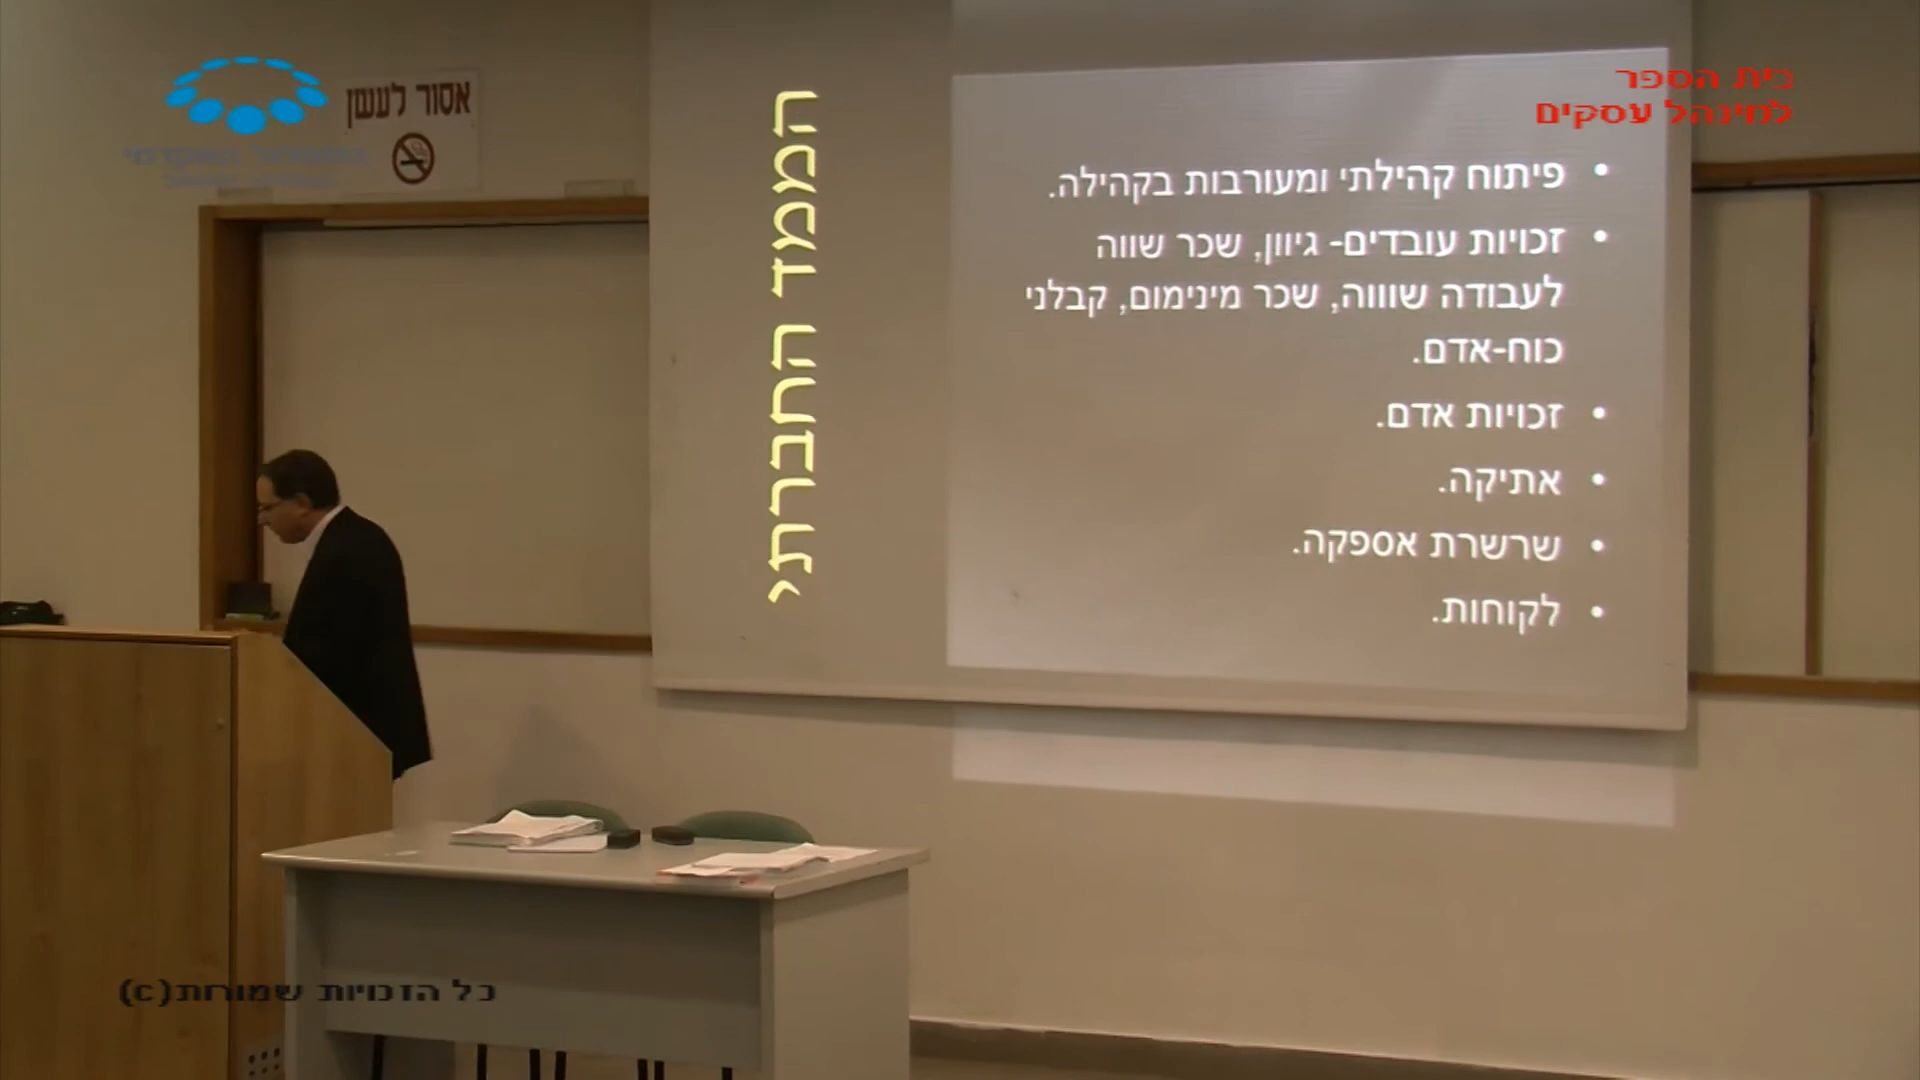 אסור לעשן
בית הספר
למינהל עסקים
הממד החברתי
• פיתוח קהילתי ומעורבות בקהילה.
• זכויות עובדים- גיוון, שכר שווה
לעבודה שוווה, שכר מינימום, קבלני
כוח-אדם.
• זכויות אדם.
• אתיקה.
• שרשרת אספקה.
• לקוחות.
כל הזכויות שמורות(c)